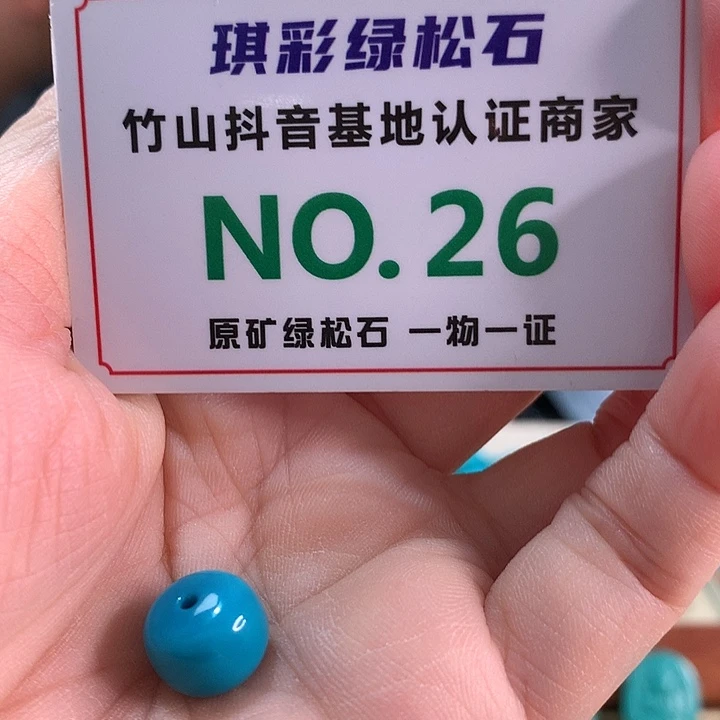 琪彩绿松石
竹山抖音基地认证商家
NO.26
原矿绿松石 一物一证